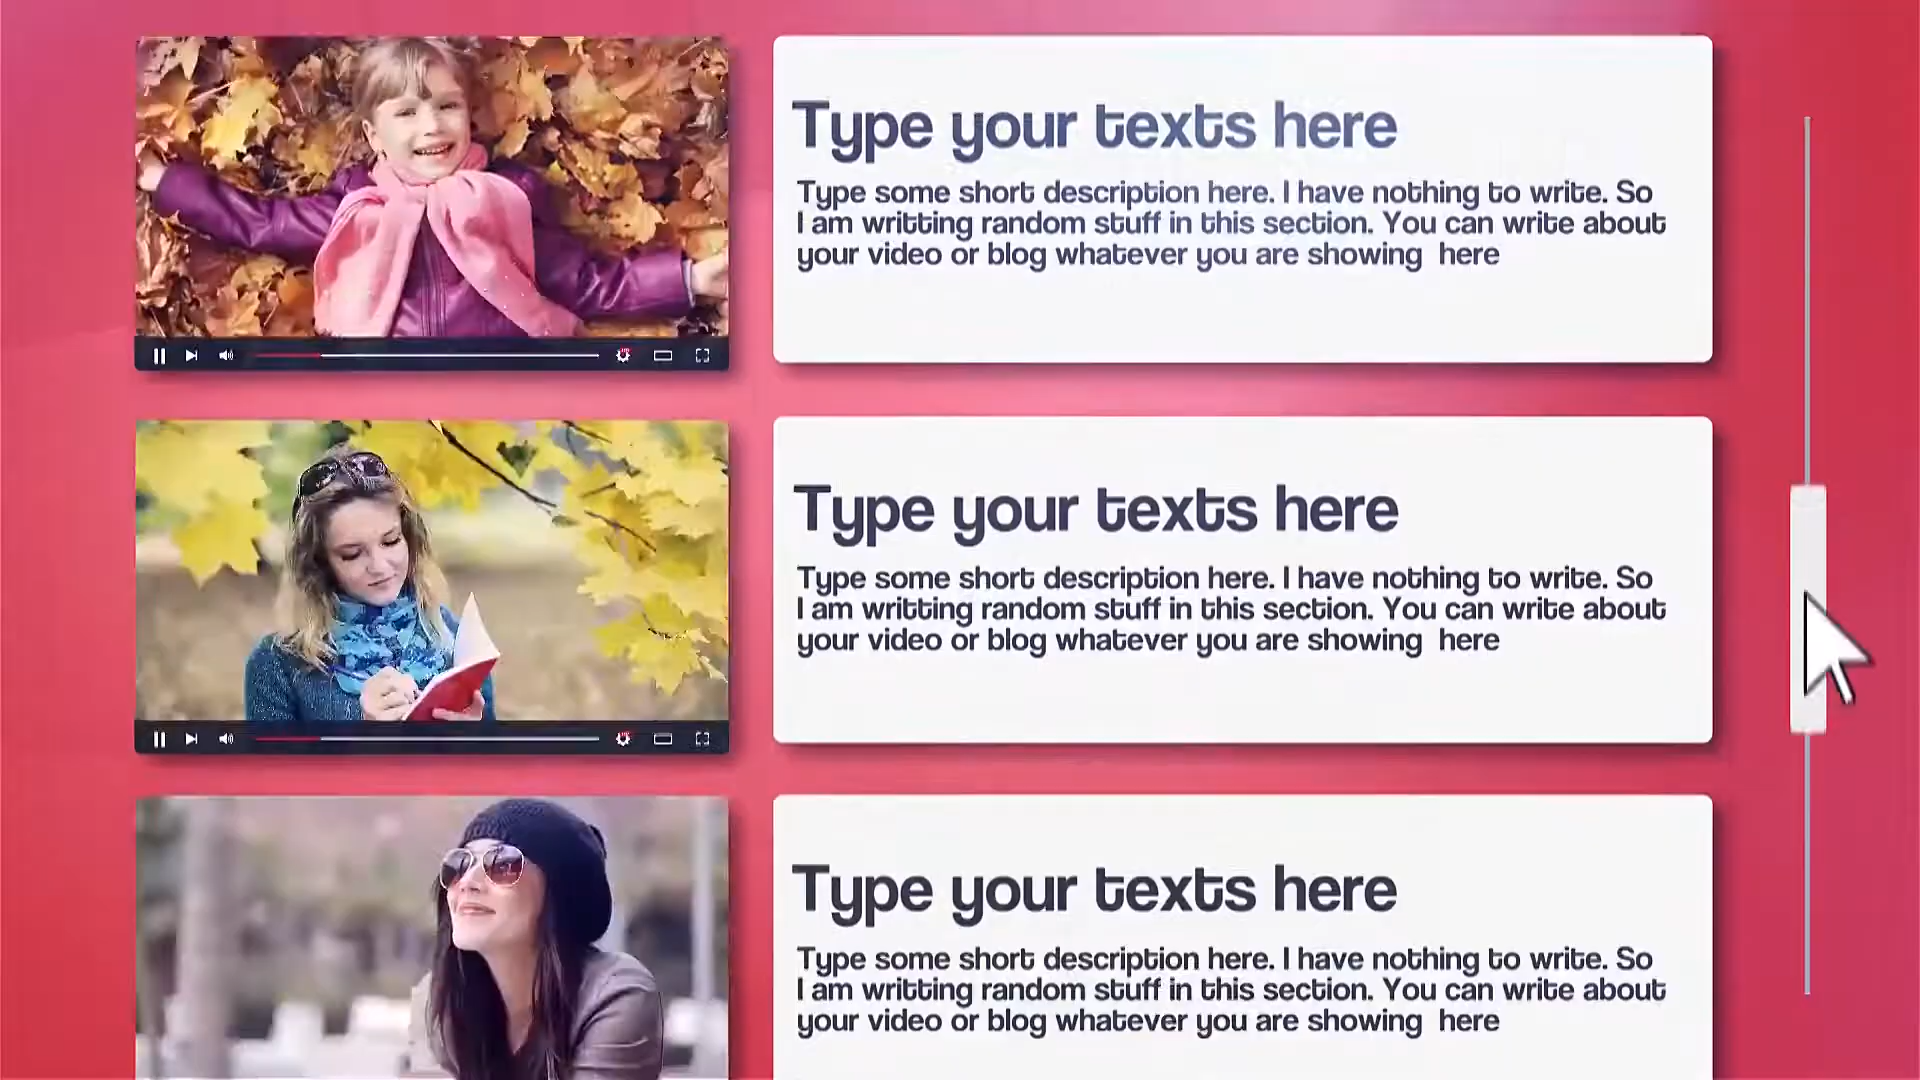 Type your texts here
Type some short description here. I have nothing to write. So
I am writting random stuff in this section. You can write about
your video or blog whatever you are showing  here
Type your texts here
Type some short description here. I have nothing to write. So
I am writting random stuff in this section. You can write about
your video or blog whatever you are showing  here
Type your texts here
Type some short description here. I have nothing to write. So
I am writting random stuff in this section. You can write about
your video or blog whatever you are showing  here